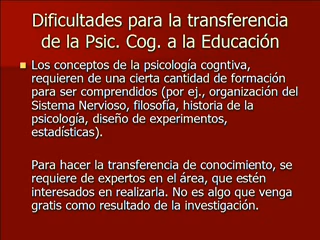 Dificultades para la transferencia
de la Psic. Cog. a la Educación
Los conceptos de la psicología cogntiva,
requieren de una cierta cantidad de formación
para ser comprendidos (por ej., organización del
Sistema Nervioso, filosofía, historia de la
psicología, diseño de experimentos,
estadísticas).
Para hacer la transferencia de conocimiento, se
requiere de expertos en el área, que estén
interesados en realizarla. No es algo que venga
gratis como resultado de la investigación.